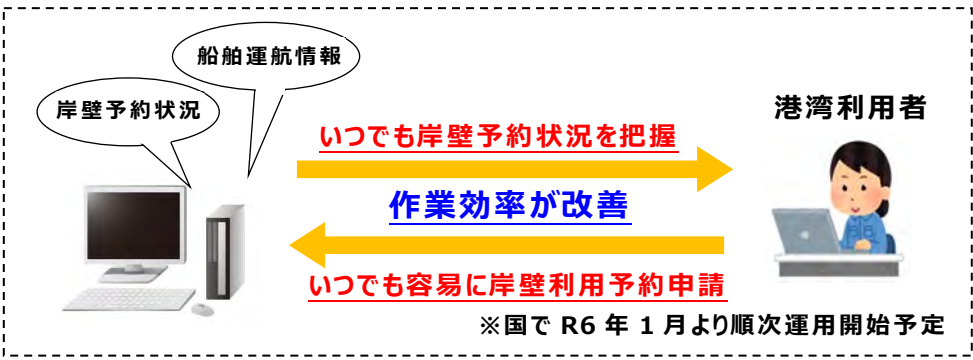 船舶運航情報
岸壁予約状況
港湾利用者
いつでも岸壁予約状況を把握
作業効率が改善
いつでも容易に岸壁利用予約申請
※国で R6 年 1 月より順次運用開始予定